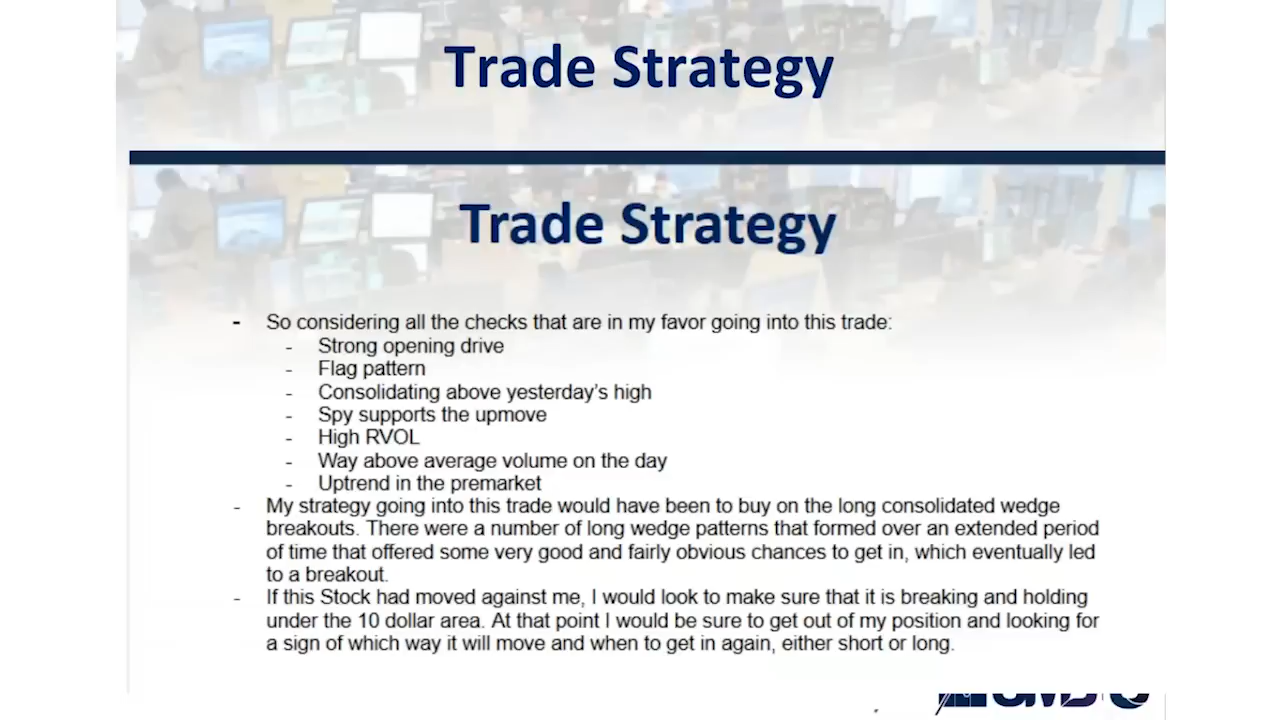 Trade Strategy
Trade Strategy
- So considering all the checks that are in my favor going into this trade:
- Strong opening drive
- Flag pattern
- Consolidating above yesterday's high
- Spy supports the upmove
- High RVOL
- Way above average volume on the day
- Uptrend in the premarket
- My strategy going into this trade would have been to buy on the long consolidated wedge
breakouts. There were a number of long wedge patterns that formed over an extended period
of time that offered some very good and fairly obvious chances to get in, which eventually led
to a breakout.
- If this Stock had moved against me, I would look to make sure that it is breaking and holding
under the 10 dollar area. At that point I would be sure to get out of my position and looking for
a sign of which way it will move and when to get in again, either short or long.